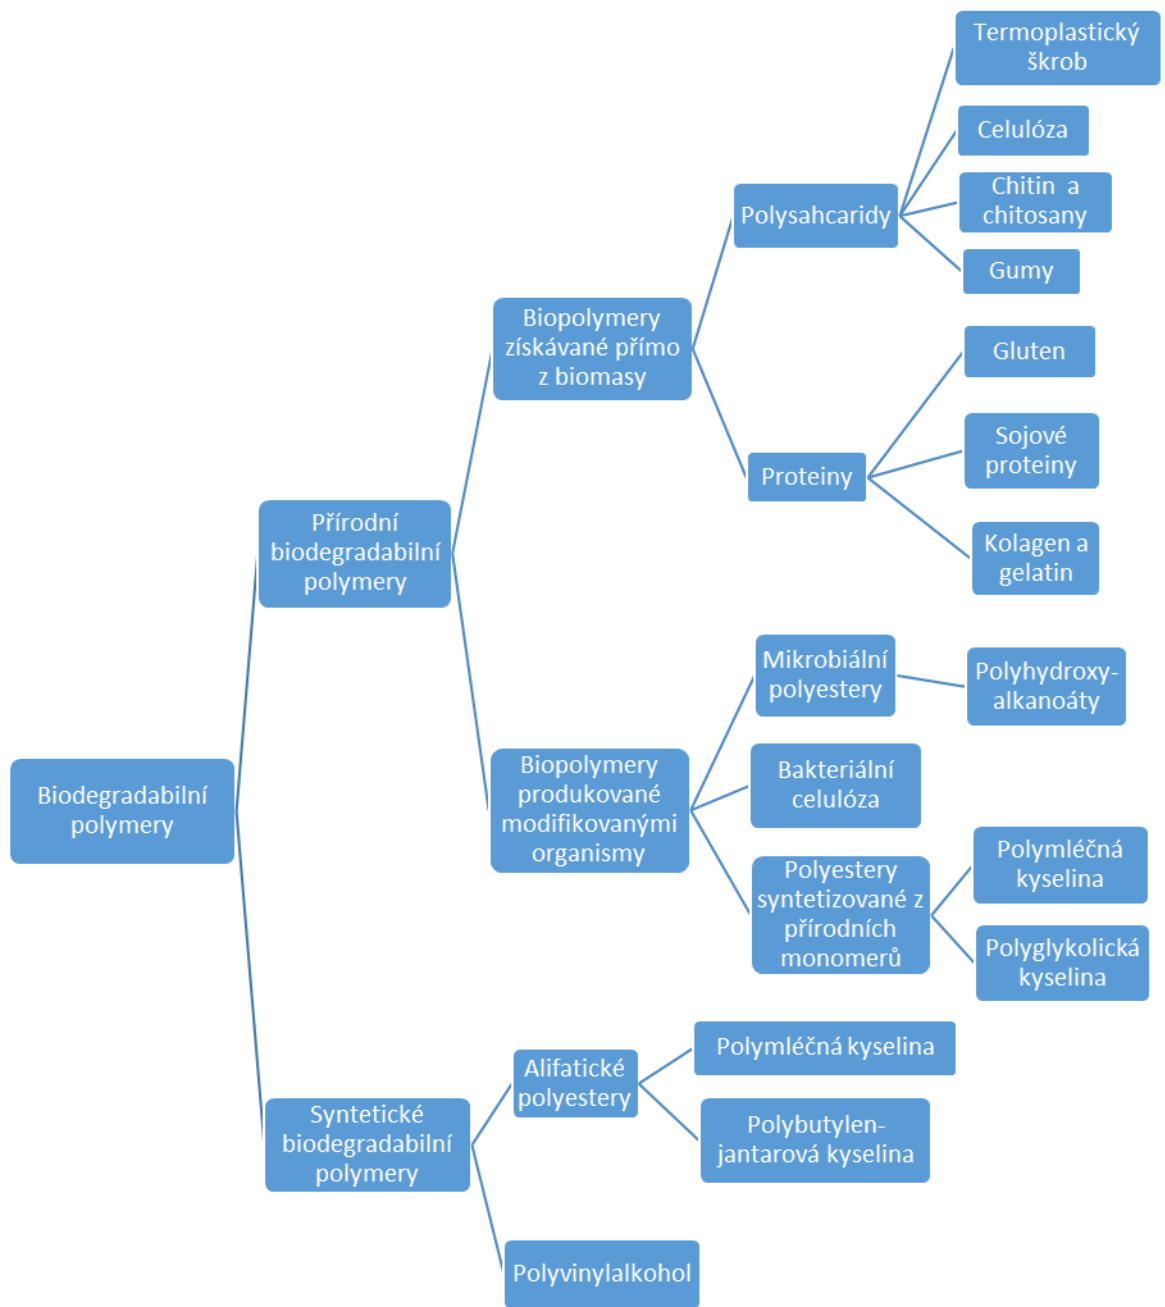 Termoplastický
škrob
Celulóza
Chitin a
chitosany
Polysahcaridy
Gumy
Biopolymery
získávané přímo
z biomasy
Gluten
Sojové
proteiny
Proteiny
Kolagen a
gelatin
Přírodní
biodegradabilní
polymery
Mikrobiální
polyestery
Polyhydroxy-
alkanoáty
Biopolymery
produkované
modifikovanými
organismy
Bakteriální
celulóza
Biodegradabilní
polymery
Polyestery
syntetizované z
přírodních
monomerů
Polymléčná
kyselina
Polyglykolická
kyselina
Alifatické
polyestery
Polymléčná kyselina
Polybutylen-
jantarová kyselina
Syntetické
biodegradabilní
polymery
Polyvinylalkohol